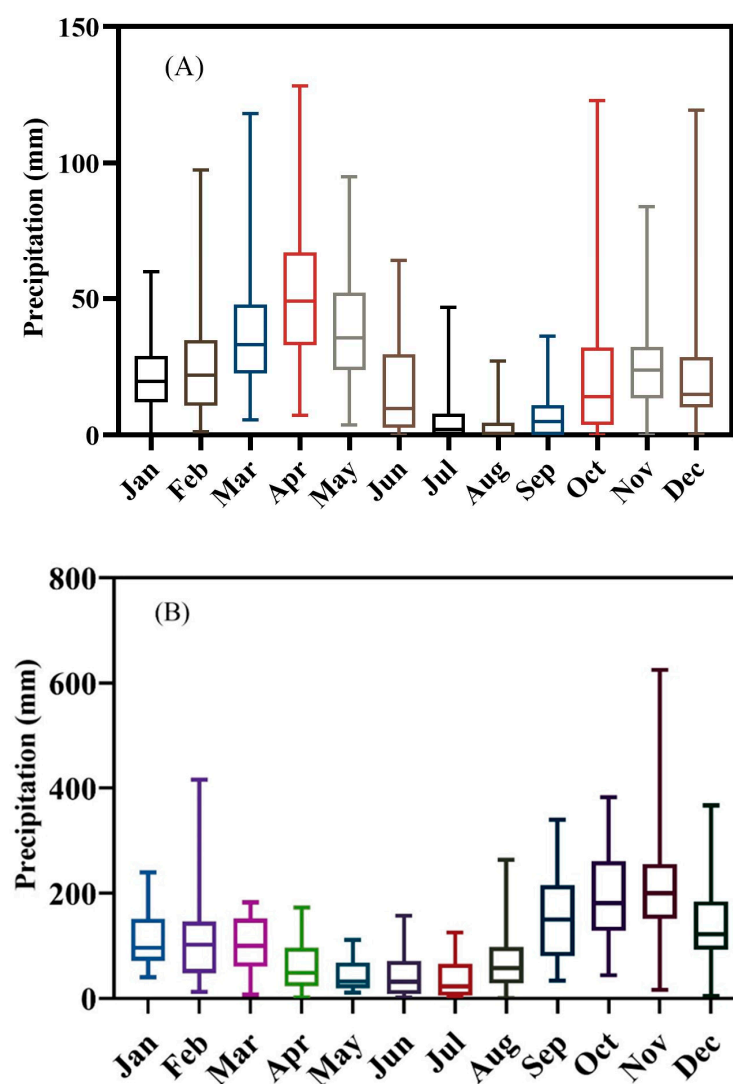 150
(A)
100
Precipitation (mm)
50
0
Jan Feb Mar Apr May Jun Jul Aug Sep Oct Nov Dec
800
(B)
600
Precipitation (mm)
400
200
0
Jan Feb Mar Apr May Jun Jul Aug Sep Oct Nov Dec